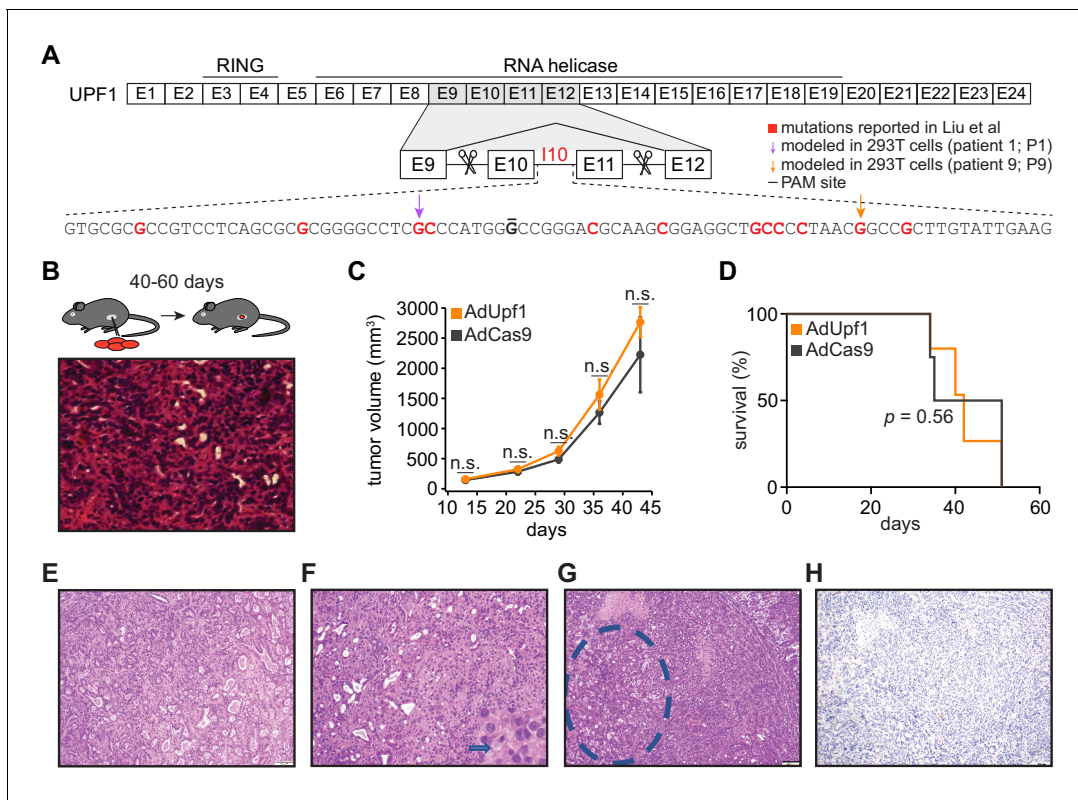 A
RING
RNA helicase
UPF1 E1 E2 E3 E4 E5 E6 E7 E8 E9 E10 E11 E12 E13 E14 E15 E16 E17 E18 E19 E20 E21 E22 E23 E24
mutations reported in Liu et al
modeled in 293T cells (patient 1; P1)
modeled in 293T cells (patient 9; P9)
PAM site
E9 E10 I10 E11 E12
GTGCGCGCCGTCCTCAGCGCGCGGGGCCTCGCCCATGGGCCGGGACGCAAGCGGAGGCTGCCCCTAACGGCCGCTTGTATTGAAG
B
40-60 days
C
AdUpf1
AdCas9
tumor volume (mm³)
3000
2500
2000
1500
1000
500
0
n.s. n.s. n.s. n.s. n.s.
10 15 20 25 30 35 40 45
days
D
AdUpf1
AdCas9
survival (%)
100
50
0
p = 0.56
0 20 40 60
days
E
F
G
H